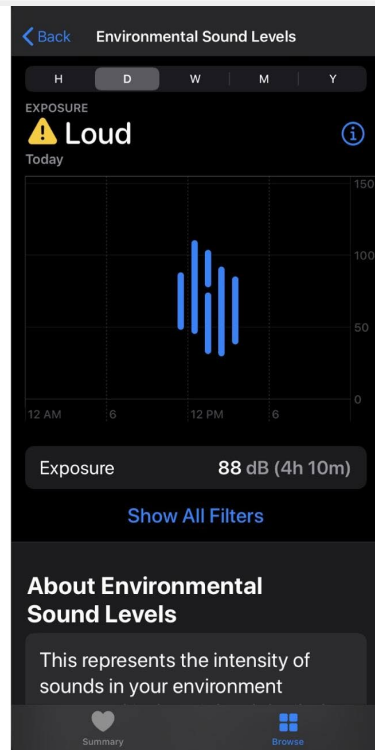 Back
Environmental Sound Levels
H D W M Y
EXPOSURE
Loud
Today
150
100
50
0
12 AM 6 12 PM 6
Exposure 88 dB (4h 10m)
Show All Filters
About Environmental
Sound Levels
This represents the intensity of
sounds in your environment
Summary Browse